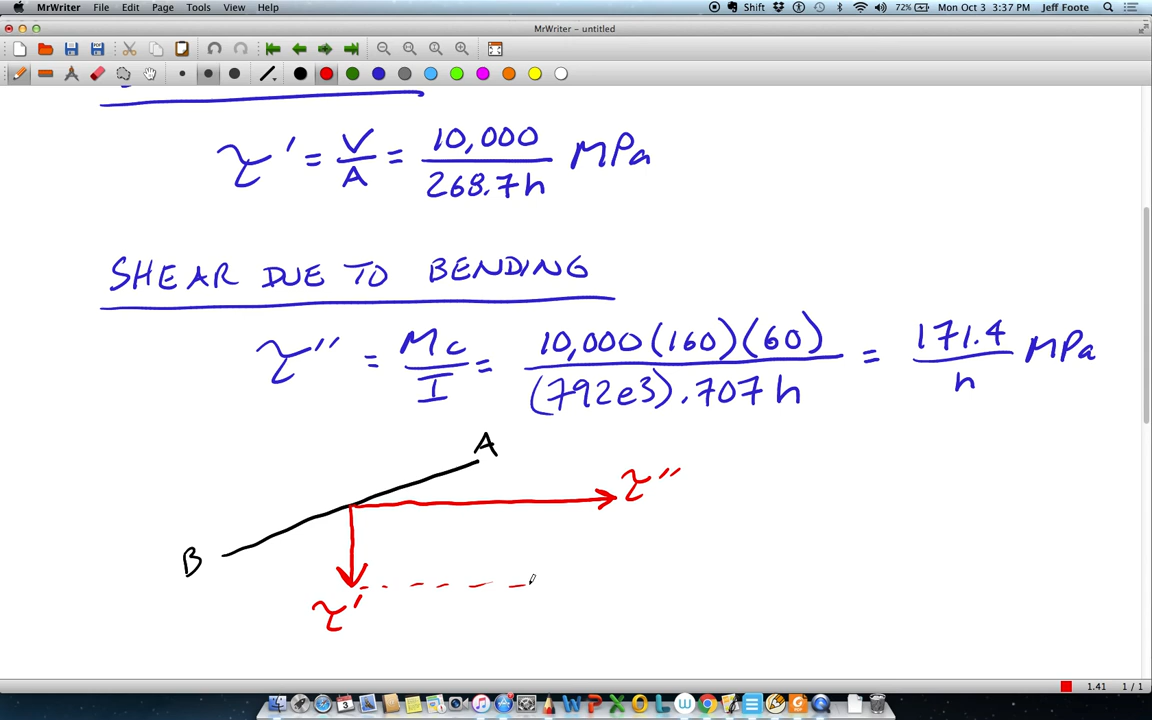 MrWriter File Edit Page Tools View Help Shift 72% Mon Oct 3 3:37 PM Jeff Foote
MrWriter - untitled
τ' = V/A = 10,000/268.7h MPa
SHEAR DUE TO BENDING
τ'' = Mc/I = 10,000(160)(60)/(792e3).707h = 171.4/h MPa
A
τ''
B
τ'
1.41 1 / 1